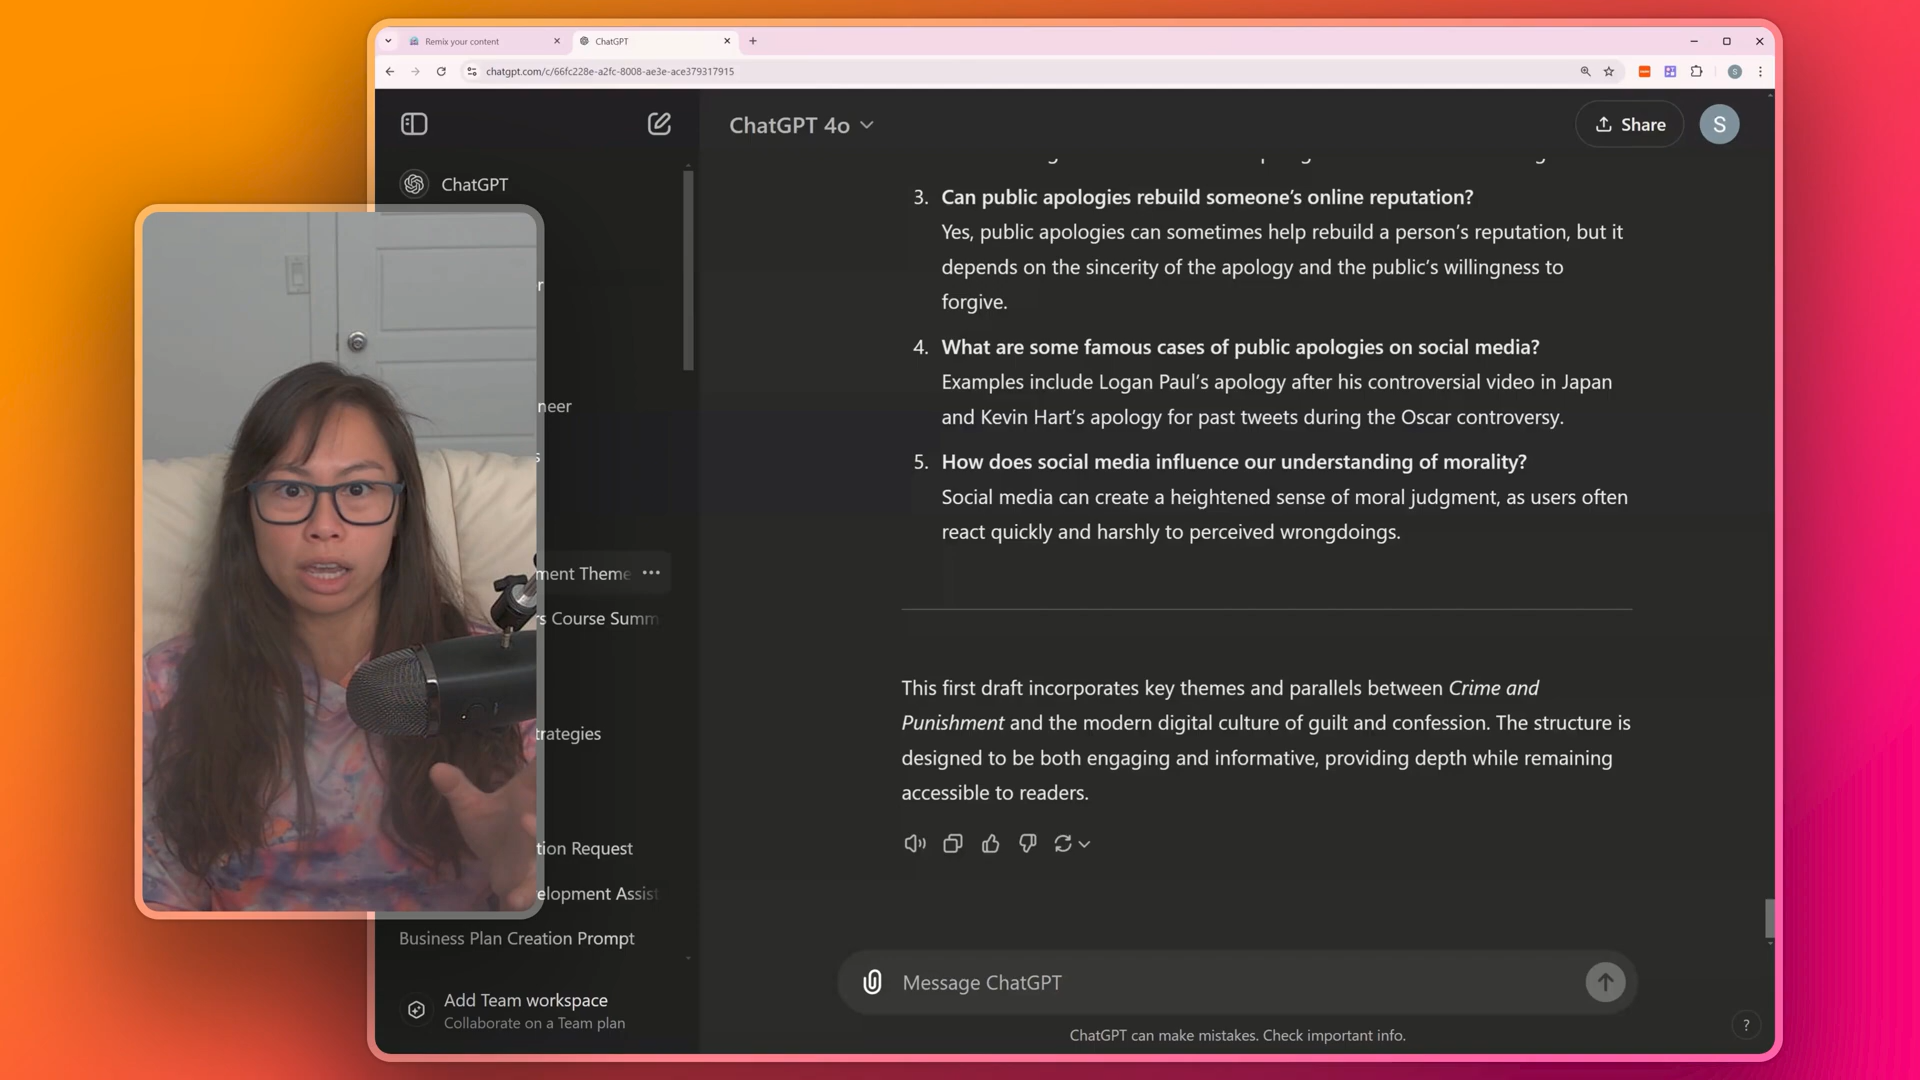 Remix your content
ChatGPT
chatgpt.com/c/66fc228e-a2fc-8008-ae3e-ace379317915
S
ChatGPT
neer
ment Theme
Course Summ
trategies
tion Request
elopment Assist
Business Plan Creation Prompt
Add Team workspace
Collaborate on a Team plan
ChatGPT 4o
Share
S
3. Can public apologies rebuild someone’s online reputation?
Yes, public apologies can sometimes help rebuild a person’s reputation, but it
depends on the sincerity of the apology and the public’s willingness to
forgive.
4. What are some famous cases of public apologies on social media?
Examples include Logan Paul’s apology after his controversial video in Japan
and Kevin Hart’s apology for past tweets during the Oscar controversy.
5. How does social media influence our understanding of morality?
Social media can create a heightened sense of moral judgment, as users often
react quickly and harshly to perceived wrongdoings.
This first draft incorporates key themes and parallels between Crime and
Punishment and the modern digital culture of guilt and confession. The structure is
designed to be both engaging and informative, providing depth while remaining
accessible to readers.
Message ChatGPT
ChatGPT can make mistakes. Check important info.
?